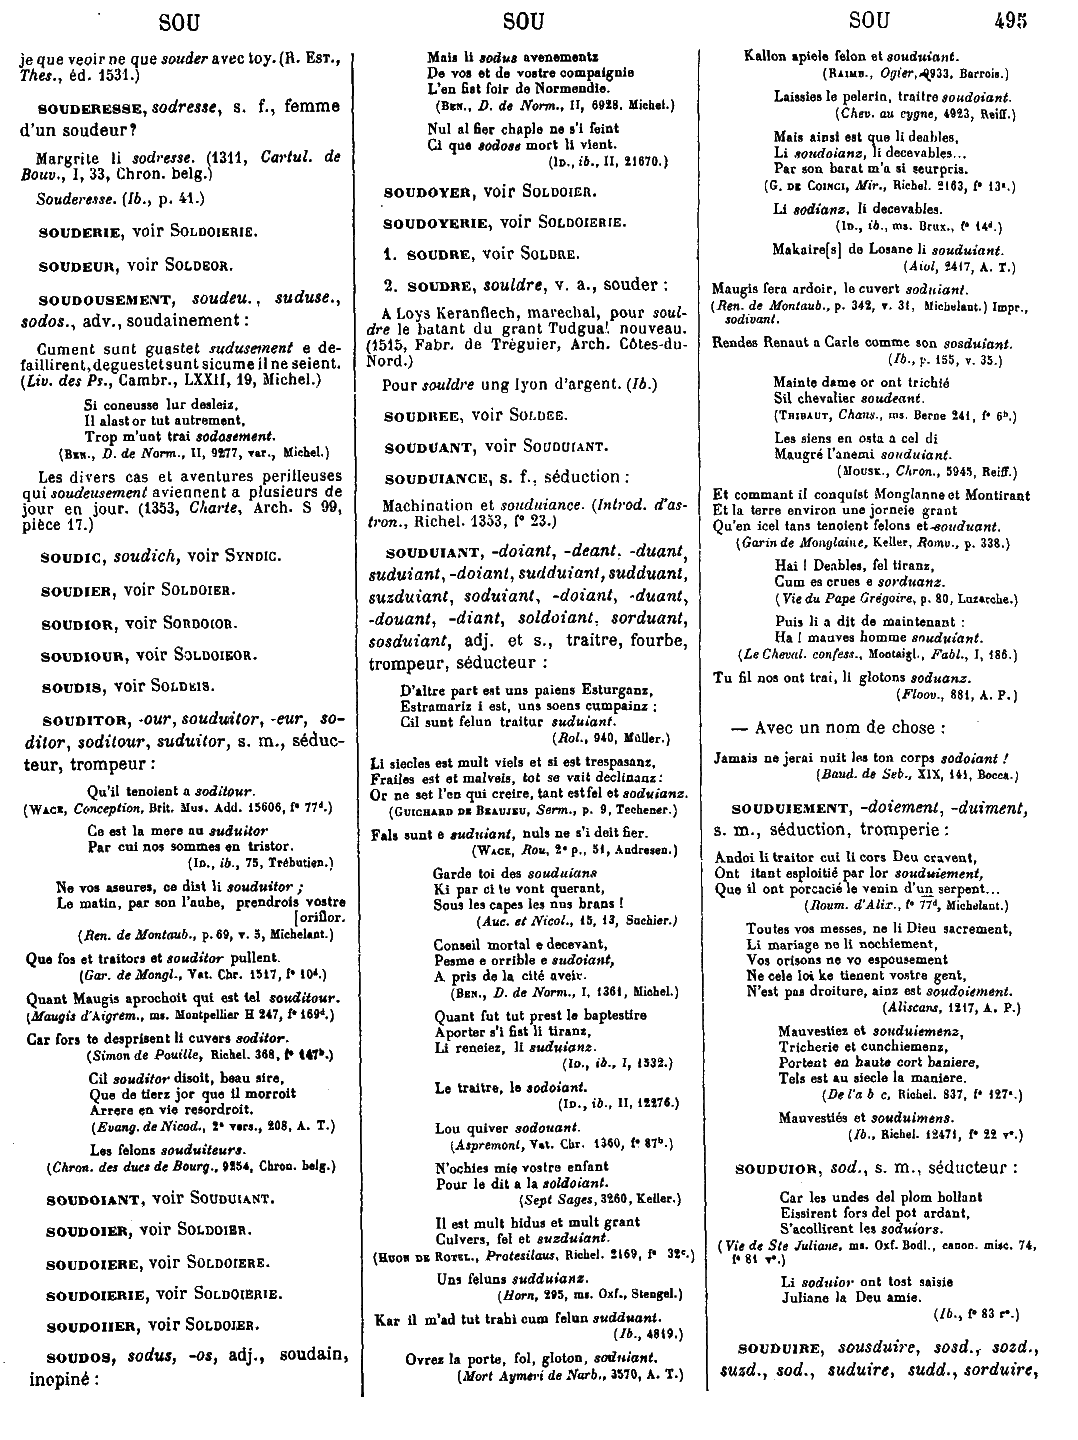 SOU
SOU
SOU
495
je que veoir ne que souder avec toy. (R. EST.,
Thes., éd. 1531.)
SOUDERESSE, sodresse, s. f., femme
d'un soudeur?
Margrite li sodresse. (1311, Cartul. de
Bouv., I, 33, Chron. belg.)
Souderesse. (Ib., p. 41.)
SOUDERIE, voir SOLDOIERIE.
SOUDEUR, voir SOLDEOR.
SOUDOUSEMENT, soudeu., suduse.,
sodos., adv., soudainement :
Cument sunt guastet sudusement e de-
faillirent, deguestet sunt sicume il ne seient.
(Liv. des Ps., Cambr., LXXII, 19, Michel.)
Si coneusse lur desleiz,
Il alast or tut autrement,
Trop m'unt trai sodosement.
(BEN., D. de Norm., II, 9277, var., Michel.)
Les divers cas et aventures perilleuses
qui soudeusement aviennent a plusieurs de
jour en jour. (1353, Charte, Arch. S 99,
pièce 17.)
SOUDIC, soudich, voir SYNDIC.
SOUDIER, voir SOLDOIER.
SOUDIOR, voir SORDOIOR.
SOUDIOUR, voir SOLDOIEOR.
SOUDIS, voir SOLDEIS.
SOUDITOR, -our, souduitor, -eur, so-
ditor, soditour, suduitor, s. m., séduc-
teur, trompeur :
Qu'il tenoient a soditour.
(WACE, Conception, Brit. Mus. Add. 15606, fº 77d.)
Ce est la mere au suduitor
Par cui nos sommes en tristor.
(ID., ib., 75, Trébutien.)
Ne vos aseures, ce dist li souduitor ;
Le matin, par son l'aube, prendrois vostre
[oriflor.
(Ren. de Montaub., p. 69, v. 5, Michelant.)
Que fos et traitors et souditor pullent.
(Gar. de Mongl., Vat. Chr. 1517, fº 10d.)
Quant Maugis aprochoit qui est tel souditour.
(Maugis d'Aigrem., ms. Montpellier H 247, fº 169d.)
Car fors te desprisent li cuvers soditor.
(Simon de Pouille, Richel. 368, fº 147b.)
Cil souditor disoit, beau sire,
Que de tierz jor que il morroit
Arrere en vie resordroit.
(Evang. de Nicod., 2e vers., 208, A. T.)
Les felons souduiteurs.
(Chron. des ducs de Bourg., 9254, Chron. belg.)
SOUDOIANT, voir SOUDUIANT.
SOUDOIER, voir SOLDOIER.
SOUDOIERE, voir SOLDOIERE.
SOUDOIERIE, voir SOLDOIERIE.
SOUDOIIER, voir SOLDOIER.
SOUDOS, sodus, -os, adj., soudain,
inopiné :
Mais li sodus avenementz
De vos et de vostre compaignie
L'en fist foir de Normendie.
(BEN., D. de Norm., II, 6928, Michel.)
Nul al fier chaple ne s'i feint
Ci que sodose mort li vient.
(ID., ib., II, 21670.)
SOUDOYER, voir SOLDOIER.
SOUDOYERIE, voir SOLDOIERIE.
1. SOUDRE, voir SOLDRE.
2. SOUDRE, souldre, v. a., souder :
A Loys Keranflech, marechal, pour soul-
dre le batant du grant Tudgual nouveau.
(1515, Fabr. de Tréguier, Arch. Côtes-du-
Nord.)
Pour souldre ung lyon d'argent. (Ib.)
SOUDREE, voir SOLDEE.
SOUDUANT, voir SOUDUIANT.
SOUDUIANCE, s. f., séduction :
Machination et souduiance. (Introd. d'as-
tron., Richel. 1353, fº 23.)
SOUDUIANT, -doiant, -deant, -duant,
suduiant, -doiant, sudduiant, sudduant,
suzduiant, soduiant, -doiant, -duant,
-douant, -diant, soldoiant, sorduant,
sosduiant, adj. et s., traitre, fourbe,
trompeur, séducteur :
D'altre part est uns paiens Esturganz,
Estramariz i est, uns soens cumpainz ;
Cil sunt felun traitur suduiant.
(Rol., 940, Müller.)
Li siecles est mult viels et si est trespasanz,
Frailes est et malveis, tot se vait declinanz :
Or ne set l'en qui creire, tant est fel et soduianz.
(GUICHARD DE BEAUJEU, Serm., p. 9, Techener.)
Fals sunt e suduiant, nuls ne s'i deit fier.
(WACE, Rou, 2e p., 51, Andresen.)
Garde toi des souduians
Ki par ci te vont querant,
Sous les capes les nus brans !
(Auc. et Nicol., 15, 13, Suchier.)
Conseil mortal e decevant,
Pesme e orrible e sudoiant,
A pris de la cité aveir.
(BEN., D. de Norm., I, 1361, Michel.)
Quant fut tut prest le baptestire
Aporter s'i fist li tiranz,
Li reneiez, li suduianz.
(ID., ib., I, 1532.)
Le traitre, le sodoiant.
(ID., ib., II, 12276.)
Lou quiver sodouant.
(Aspremont, Vat. Chr. 1360, fº 87b.)
N'ochies mie vostre enfant
Pour le dit a la soldoiant.
(Sept Sages, 3260, Keller.)
Il est mult hidus et mult grant
Culvers, fel et suzduiant.
(HUON DE ROTEL., Protesilaus, Richel. 2169, fº 32c.)
Uns feluns sudduianz.
(Horn, 295, ms. Oxf., Stengel.)
Kar il m'ad tut trahi cum felun sudduant.
(Ib., 4819.)
Ovrez la porte, fol, gloton, soduiant.
(Mort Aymeri de Narb., 3570, A. T.)
Kallon apiele felon et souduiant.
(RAIMB., Ogier, 4933, Barrois.)
Laissies le pelerin, traitre soudoiant.
(Chev. au cygne, 4923, Reiff.)
Mais ainsi est que li deables,
Li soudoianz, li decevables...
Par son barat m'a si seurpris.
(G. DE COINCI, Mir., Richel. 2163, fº 13a.)
Li sodianz, li decevables.
(ID., ib., ms. Brux., fº 14d.)
Makaire[s] de Losane li souduiant.
(Aiol, 2417, A. T.)
Maugis fera ardoir, le cuvert soduiant.
(Ren. de Montaub., p. 342, v. 31, Michelant.) Impr.,
sodivant.
Rendes Renaut a Carle comme son sosduiant.
(Ib., p. 155, v. 35.)
Mainte dame or ont trichié
Sil chevalier soudeant.
(THIBAUT, Chans., ms. Berne 241, fº 6b.)
Les siens en osta a cel di
Maugré l'anemi souduiant.
(MOUSK., Chron., 5945, Reiff.)
Et commant il conquist Monglanne et Montirant
Et la terre environ une jorneie grant
Qu'en icel tans tenoient felons et souduant.
(Garin de Monglaine, Keller, Romv., p. 338.)
Hai ! Deables, fel tiranz,
Cum es crues e sorduanz.
(Vie du Pape Grégoire, p. 80, Luzarche.)
Puis li a dit de maintenant :
Ha ! mauves homme souduiant.
(Le Cheval. confess., Montaigl., Fabl., I, 186.)
Tu fil nos ont trai, li glotons soduanz.
(Floov., 881, A. P.)
— Avec un nom de chose :
Jamais ne jerai nuit les ton corps sodoiant !
(Baud. de Seb., XIX, 141, Bocca.)
SOUDUIEMENT, -doiement, -duiment,
s. m., séduction, tromperie :
Andoi li traitor cui li cors Deu cravent,
Ont itant esploitié par lor souduiement,
Que il ont porcacié le venin d'un serpent...
(Roum. d'Alix., fº 77d, Michelant.)
Toutes vos messes, ne li Dieu sacrement,
Li mariage ne li nochiement,
Vos orisons ne vo espousement
Ne cele loi ke tienent vostre gent,
N'est pas droiture, ainz est soudoiement.
(Aliscans, 1217, A. P.)
Mauvestiez et souduiemenz,
Tricherie et cunchiemenz,
Portent en haute cort baniere,
Tels est au siecle la maniere.
(De l'a b c, Richel. 837, fº 127a.)
Mauvestiés et souduimens.
(Ib., Richel. 12471, fº 22 vº.)
SOUDUIOR, sod., s. m., séducteur :
Car les undes del plom bollant
Eissirent fors del pot ardant,
S'acollirent les soduiors.
(Vie de Ste Juliane, ms. Oxf. Bodl., canon. misc. 74,
fº 81 vº.)
Li soduior ont tost saisie
Juliane la Deu amie.
(Ib., fº 83 rº.)
SOUDUIRE, sousduire, sosd., sozd.,
suzd., sod., suduire, sudd., sorduire,